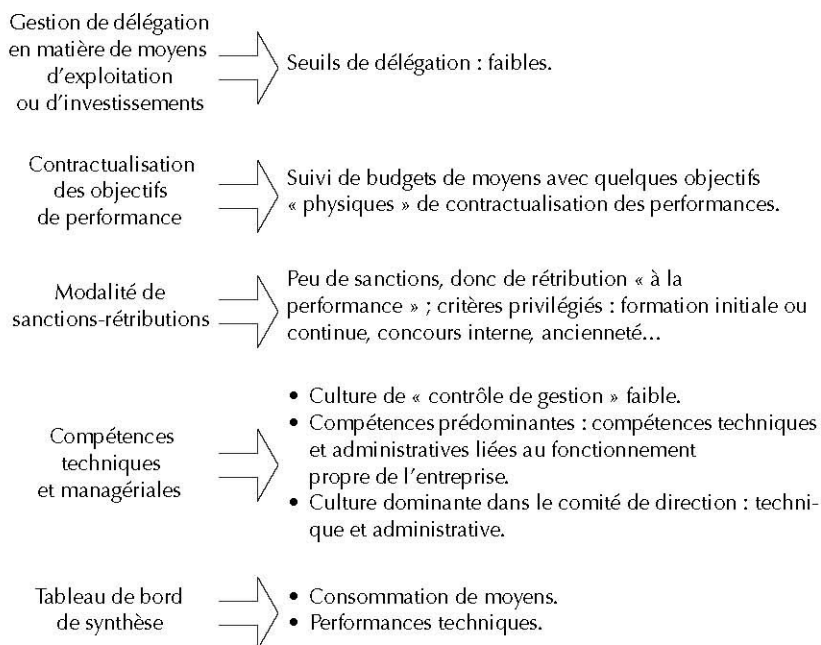 Gestion de délégation
en matière de moyens
d'exploitation
ou d'investissements
Seuils de délégation : faibles.
Contractualisation
des objectifs
de performance
Suivi de budgets de moyens avec quelques objectifs
« physiques » de contractualisation des performances.
Modalité de
sanctions-rétributions
Peu de sanctions, donc de rétribution « à la
performance » ; critères privilégiés : formation initiale ou
continue, concours interne, ancienneté…
Compétences
techniques
et managériales
• Culture de « contrôle de gestion » faible.
• Compétences prédominantes : compétences techniques
et administratives liées au fonctionnement
propre de l'entreprise.
• Culture dominante dans le comité de direction : techni-
que et administrative.
Tableau de bord
de synthèse
• Consommation de moyens.
• Performances techniques.